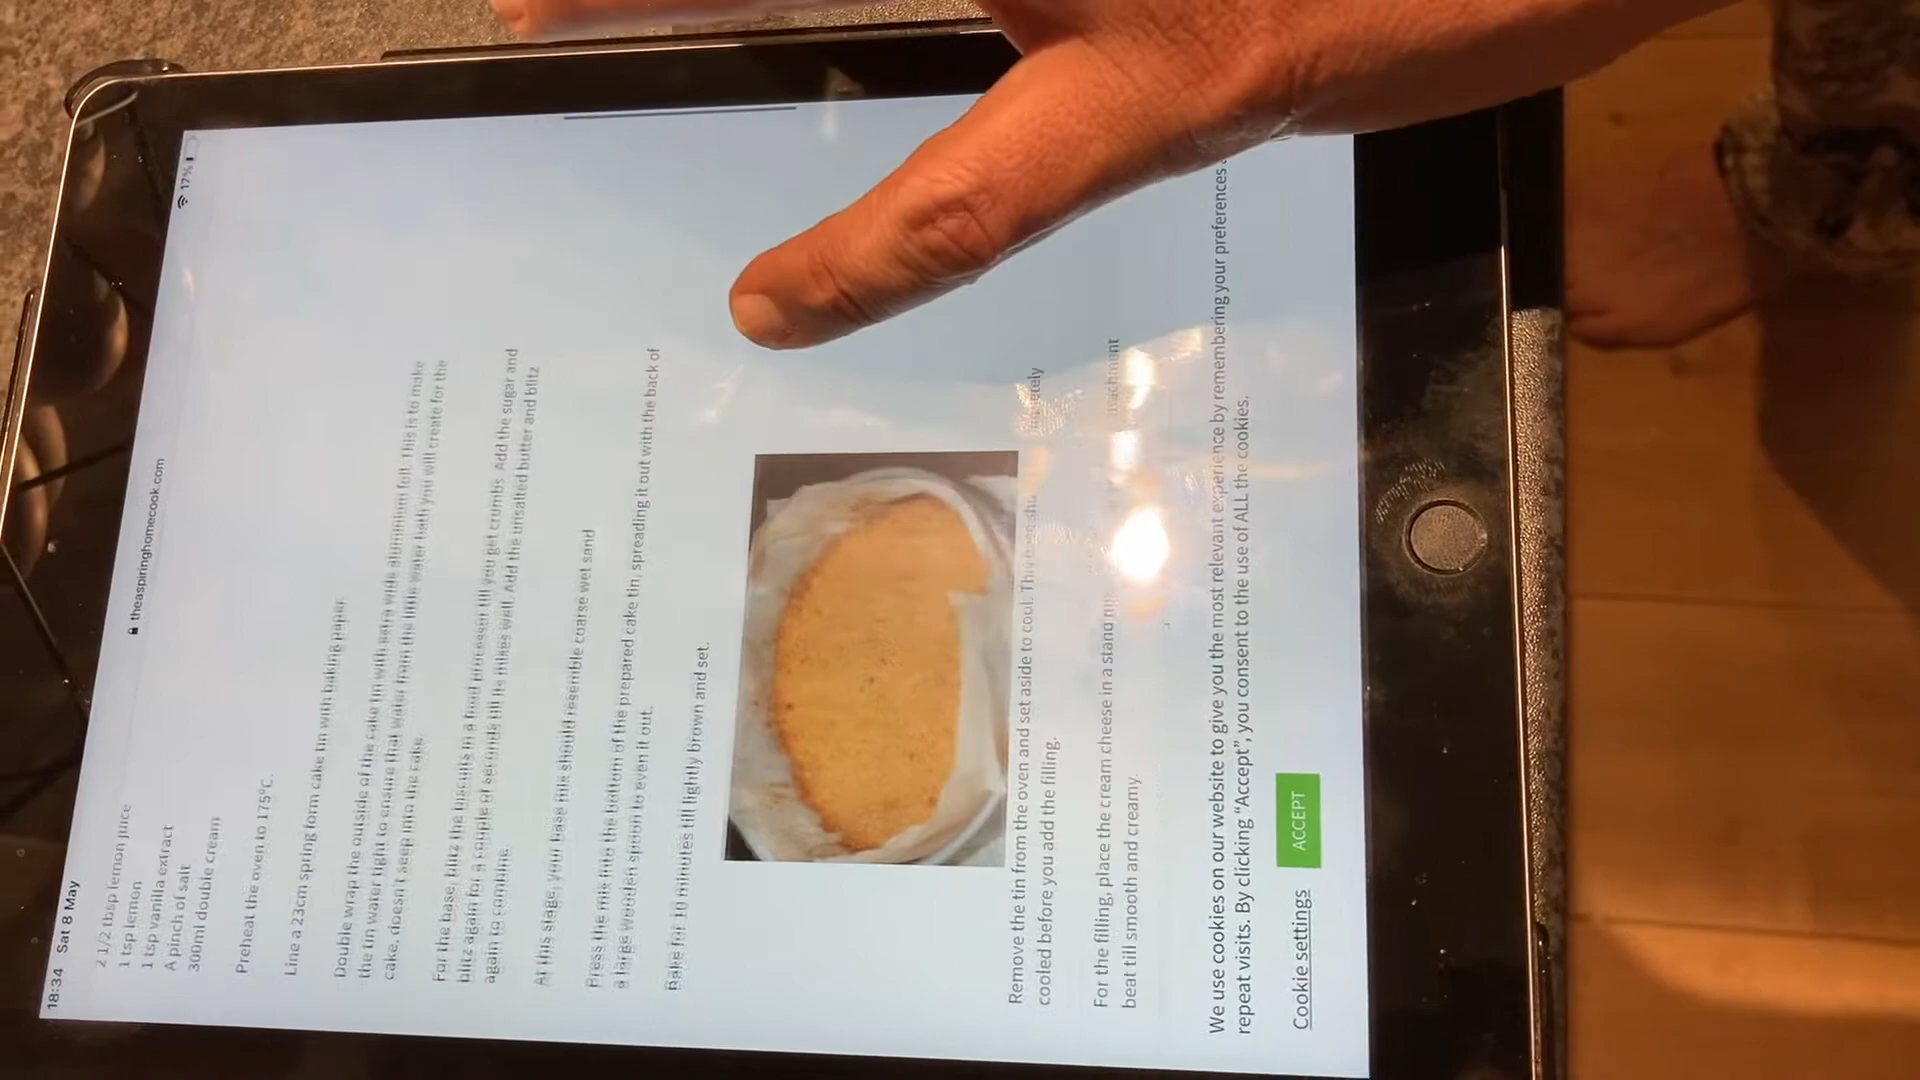 18:34 Sat 8 May
17%
theaspiringhomecook.com
2 1/2 tbsp lemon juice
1 tsp lemon
1 tsp vanilla extract
A pinch of salt
300ml double cream
Preheat the oven to 175°C.
Line a 23cm spring form cake tin with baking paper.
Double wrap the outside of the cake tin with extra wide aluminium foil. This is to make
the tin water tight to ensure that water from the little water bath you will create for the
cake, doesn't seep into the cake.
For the base, blitz the biscuits in a food processor till you get crumbs. Add the sugar and
blitz again for a couple of seconds till its mixes well. Add the unsalted butter and blitz
again to combine.
At this stage, your base mix should resemble coarse wet sand
Press the mix into the bottom of the prepared cake tin, spreading it out with the back of
a large wooden spoon to even it out.
Bake for 10 minutes till lightly brown and set.
Remove the tin from the oven and set aside to cool. This
cooled before you add the filling.
For the filling, place the cream cheese in a stand
beat till smooth and creamy.
We use cookies on our website to give you the most relevant experience by remembering your preferences
repeat visits. By clicking “Accept”, you consent to the use of ALL the cookies.
Cookie settings ACCEPT